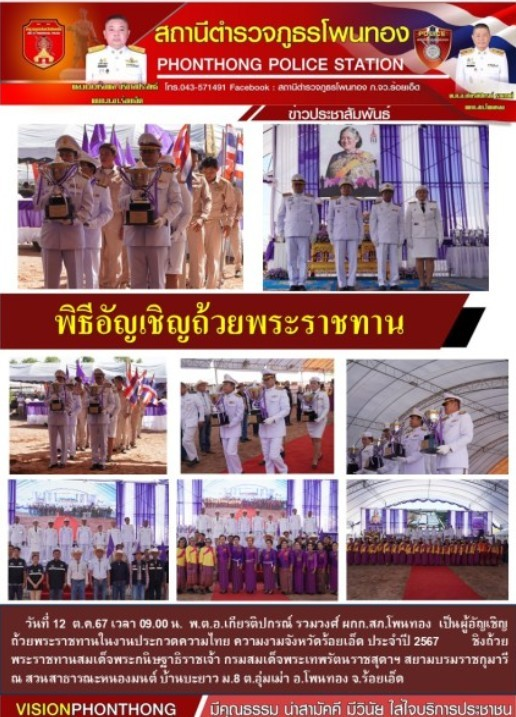 สถานีตำรวจภูธรโพนทอง
PHONTHONG POLICE STATION
โทร.043-571491 Facebook : สถานีตำรวจภูธรโพนทอง ภ.จว.ร้อยเอ็ด
POLICE
ข่าวประชาสัมพันธ์
พิธีอัญเชิญถ้วยพระราชทาน
วันที่ 12 ต.ค.67 เวลา 09.00 น. พ.ต.อ.เกียรติปกรณ์ รวมวงศ์ ผกก.สภ.โพนทอง เป็นผู้อัญเชิญ
ถ้วยพระราชทานในงานประกวดความไทย ความงามจังหวัดร้อยเอ็ด ประจำปี 2567 ซึ่งถ้วย
พระราชทานสมเด็จพระกนิษฐาธิราชเจ้า กรมสมเด็จพระเทพรัตนราชสุดาฯ สยามบรมราชกุมารี
ณ สวนสาธารณะหนองมนต์ บ้านบะยาว ม.8 ต.อุ่มเม่า อ.โพนทอง จ.ร้อยเอ็ด
VISIONPHONTHONG มีคุณธรรม นำสามัคคี มีวินัย ใส่ใจบริการประชาชน